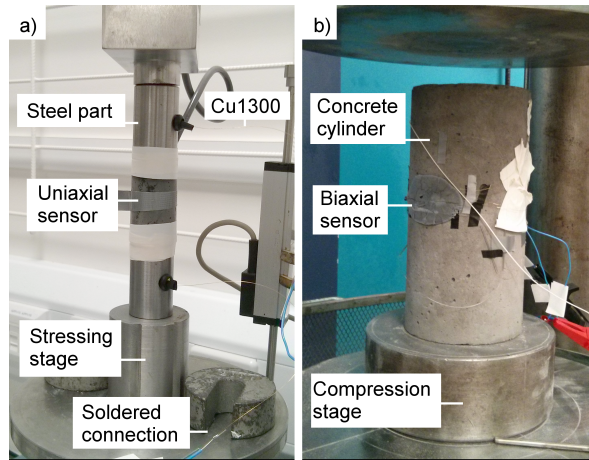 a)
Steel part
Cu1300
Uniaxial
sensor
Stressing
stage
Soldered
connection
b)
Concrete
cylinder
Biaxial
sensor
Compression
stage